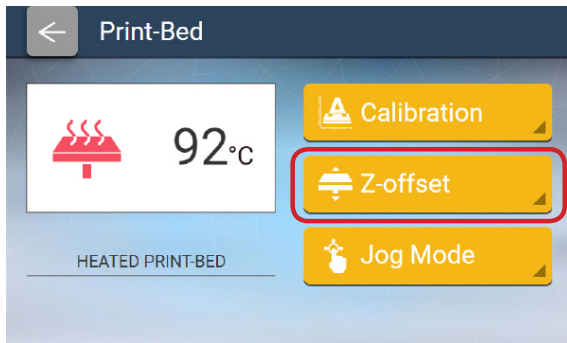 Print-Bed
92°C
HEATED PRINT-BED
Calibration
Z-offset
Jog Mode